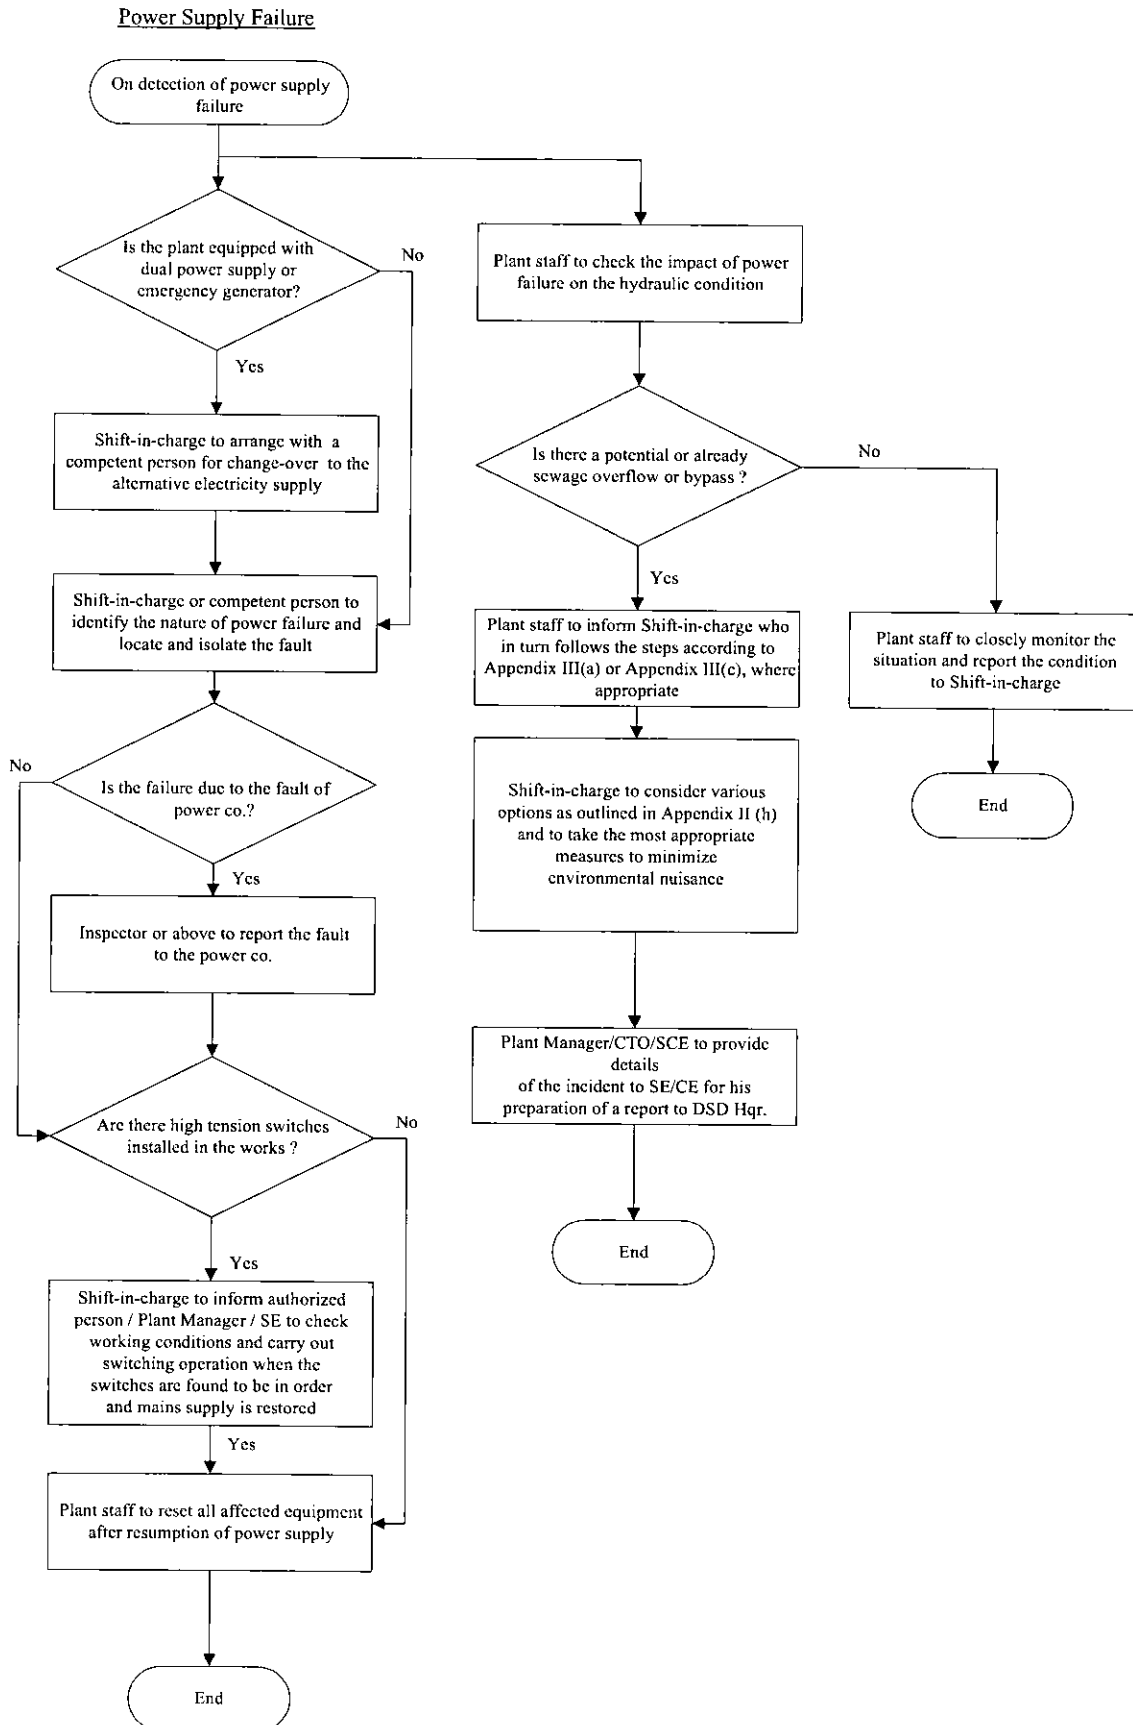 Power Supply Failure
On detection of power supply
failure
Is the plant equipped with
dual power supply or
emergency generator?
No
Yes
Shift-in-charge to arrange with a
competent person for change-over to the
alternative electricity supply
Shift-in-charge or competent person to
identify the nature of power failure and
locate and isolate the fault
Is the failure due to the fault of
power co.?
No
Yes
Inspector or above to report the fault
to the power co.
Are there high tension switches
installed in the works ?
No
Yes
Shift-in-charge to inform authorized
person / Plant Manager / SE to check
working conditions and carry out
switching operation when the
switches are found to be in order
and mains supply is restored
Yes
Plant staff to reset all affected equipment
after resumption of power supply
End
Plant staff to check the impact of power
failure on the hydraulic condition
Is there a potential or already
sewage overflow or bypass ?
No
Yes
Plant staff to inform Shift-in-charge who
in turn follows the steps according to
Appendix III(a) or Appendix III(c), where
appropriate
Shift-in-charge to consider various
options as outlined in Appendix II (h)
and to take the most appropriate
measures to minimize
environmental nuisance
Plant Manager/CTO/SCE to provide
details
of the incident to SE/CE for his
preparation of a report to DSD Hqr.
End
Plant staff to closely monitor the
situation and report the condition
to Shift-in-charge
End